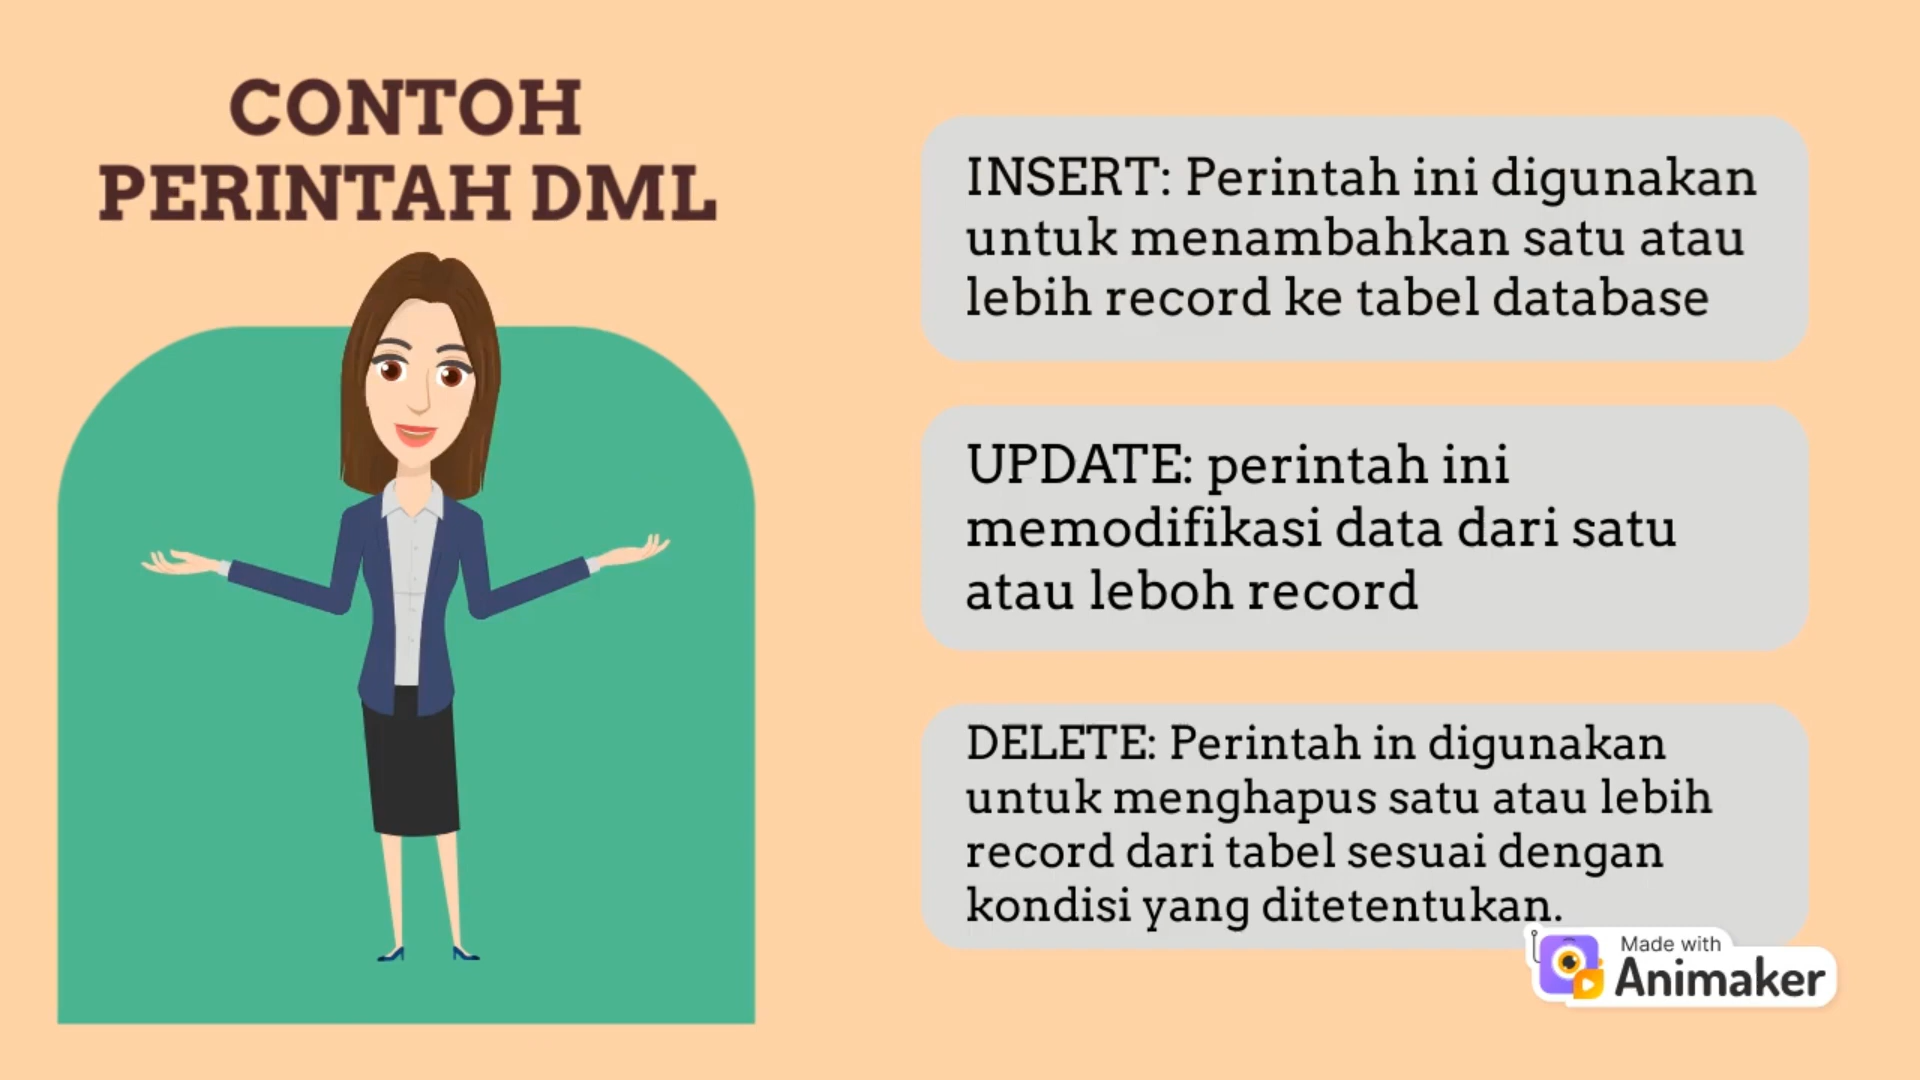 CONTOH
PERINTAH DML
INSERT: Perintah ini digunakan
untuk menambahkan satu atau
lebih record ke tabel database
UPDATE: perintah ini
memodifikasi data dari satu
atau leboh record
DELETE: Perintah in digunakan
untuk menghapus satu atau lebih
record dari tabel sesuai dengan
kondisi yang ditetentukan.
Made with
Animaker